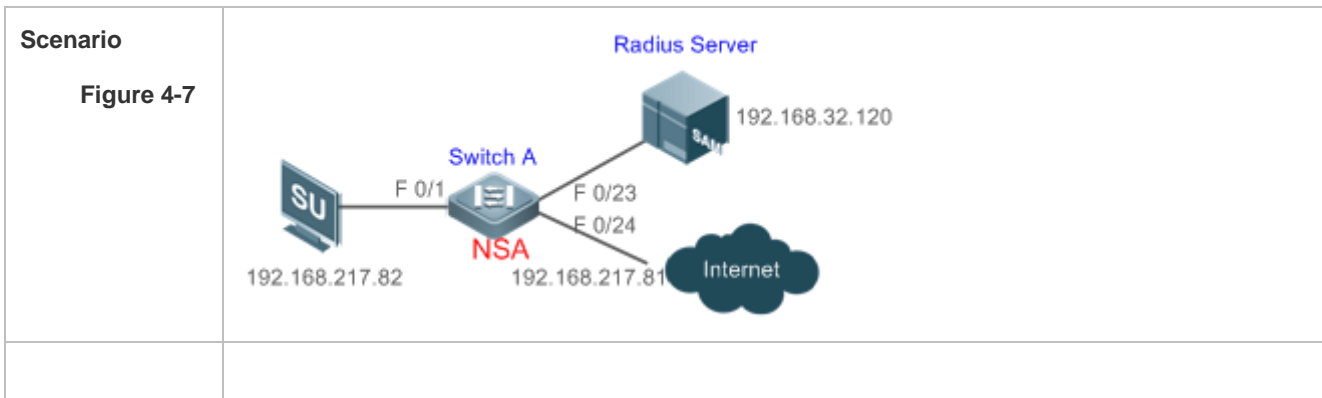 Scenario
Figure 4-7
Radius Server
192.168.32.120
SAM
Switch A
SU
F 0/1
F 0/23
F 0/24
NSA
192.168.217.82
192.168.217.81
Internet